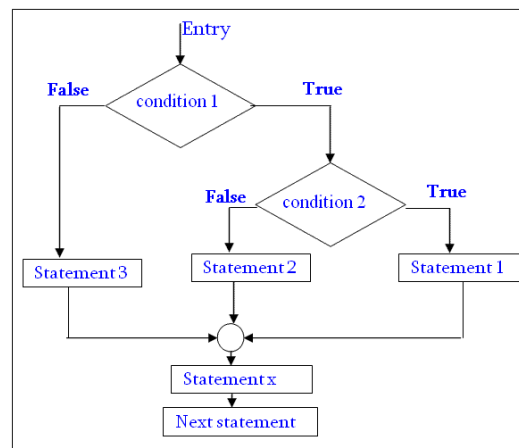 Entry
False
condition 1
True
condition 2
False
True
Statement 3
Statement 2
Statement 1
Statement x
Next statement